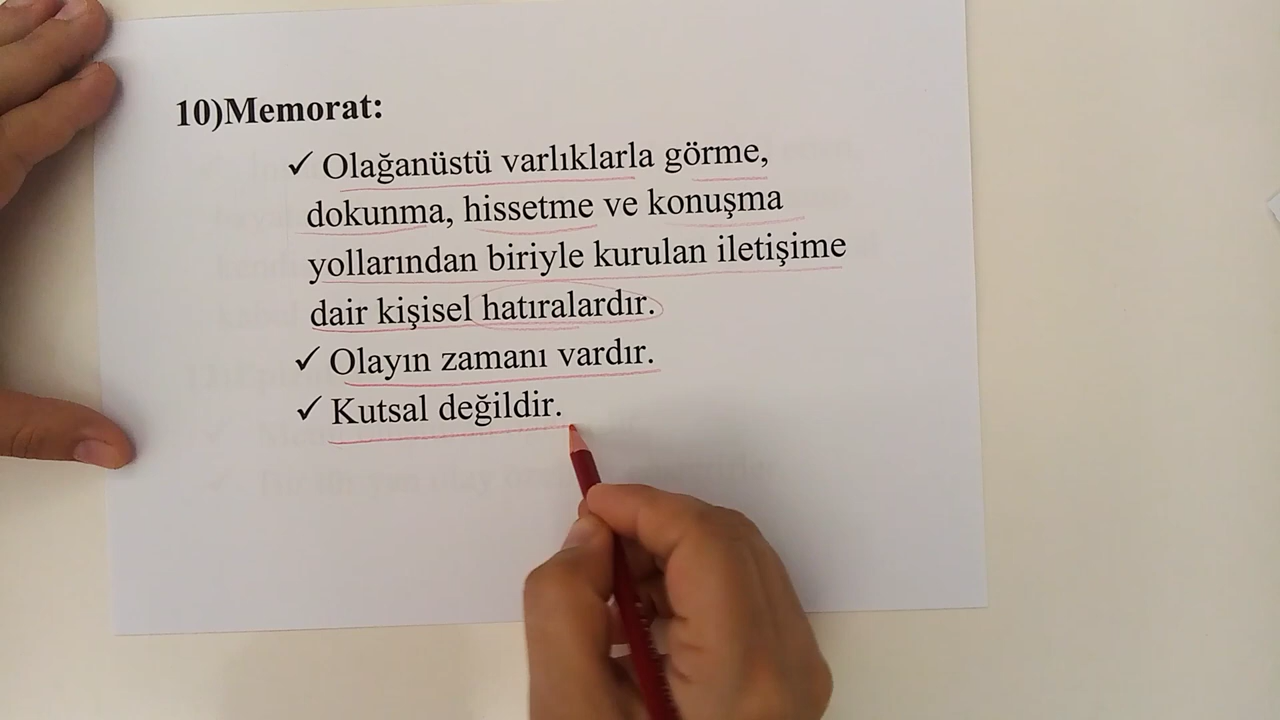 10)Memorat:
✓ Olağanüstü varlıklarla görme,
dokunma, hissetme ve konuşma
yollarından biriyle kurulan iletişime
dair kişisel hatıralardır.
✓ Olayın zamanı vardır.
✓ Kutsal değildir.